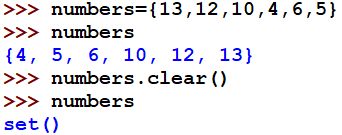 >>> numbers={13,12,10,4,6,5}
>>> numbers
{4, 5, 6, 10, 12, 13}
>>> numbers.clear()
>>> numbers
set()